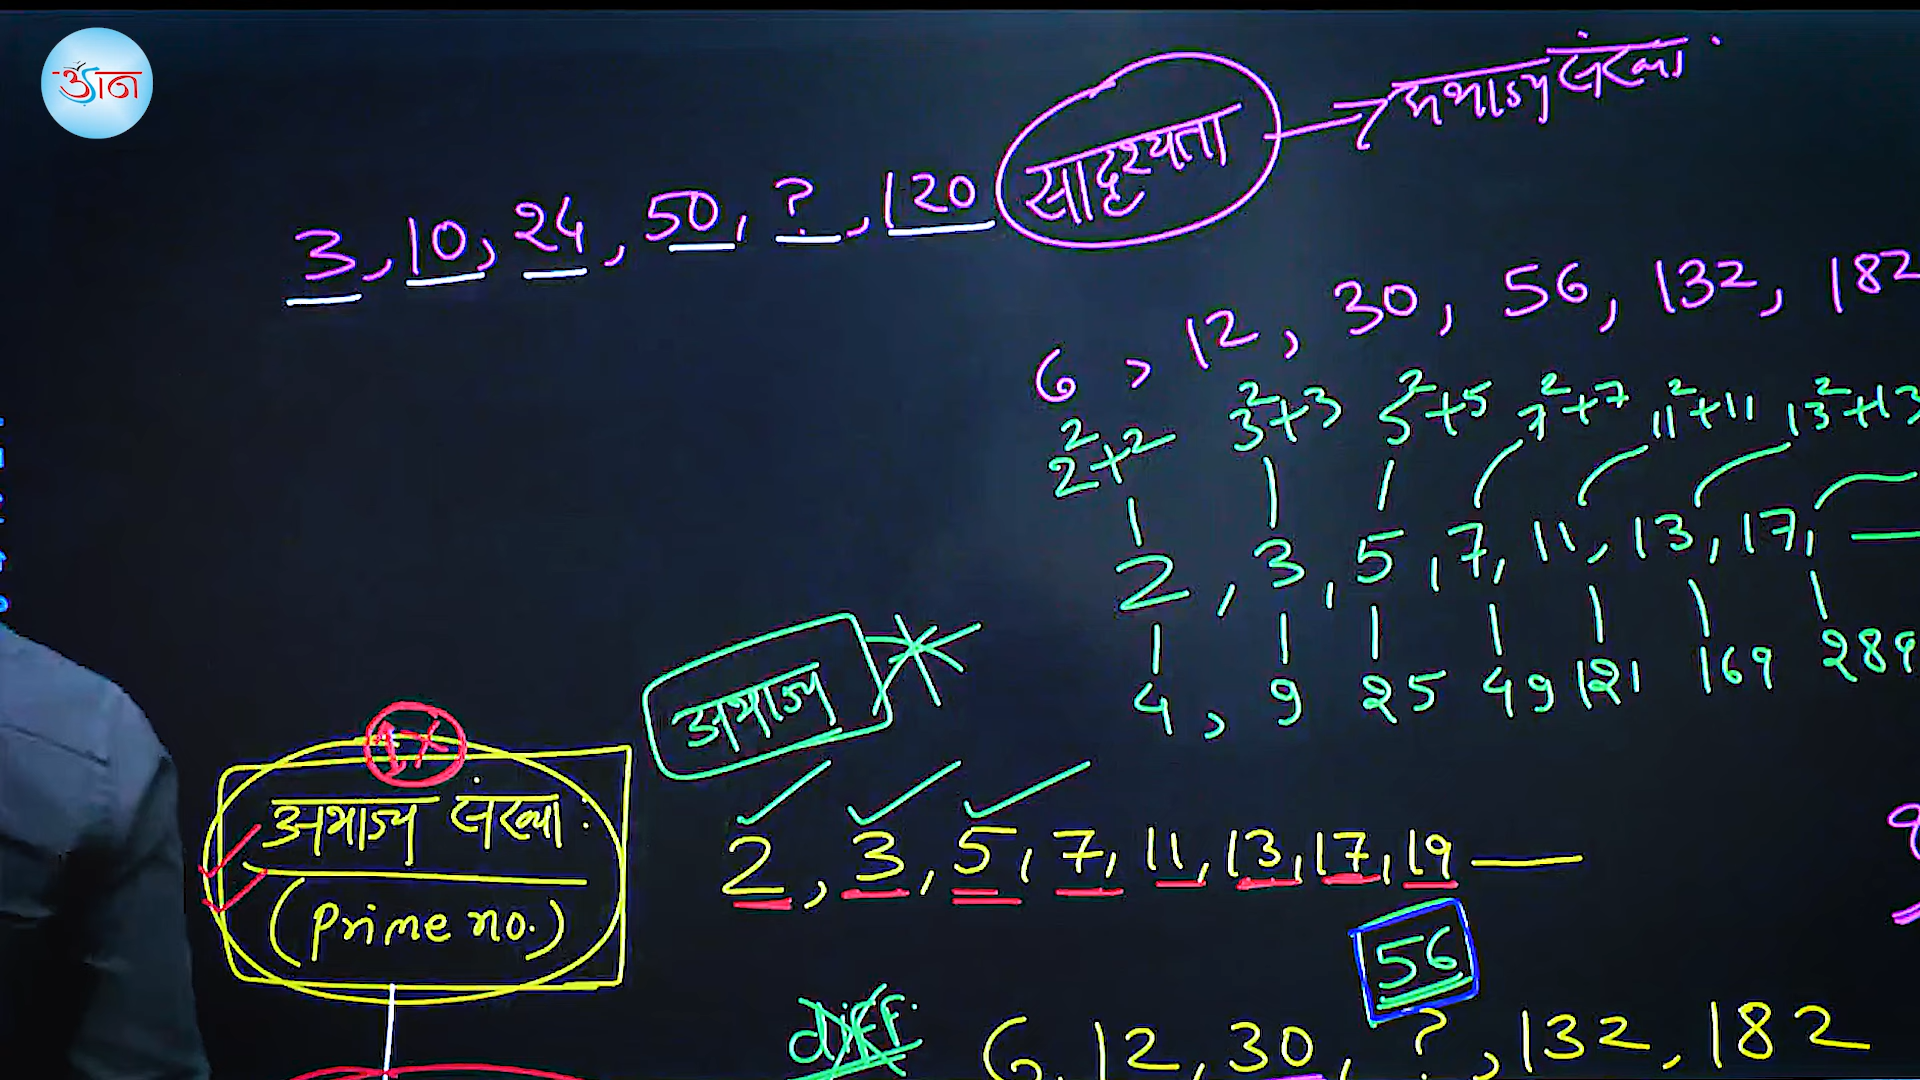 ज्ञान
3, 10, 24, 50, ?, 120 सादृश्यता → अभाज्य संख्या
6, 12, 30, 56, 132, 182
2²+2 3²+3 5²+5 7²+7 11²+11 13²+13
2, 3, 5, 7, 11, 13, 17,
4, 9 25 49 121 169 289
अभाज्य
1×
अभाज्य संख्या
(Prime no.)
2, 3, 5, 7, 11, 13, 17, 19
56
diff.
6, 12, 30, ?, 132, 182